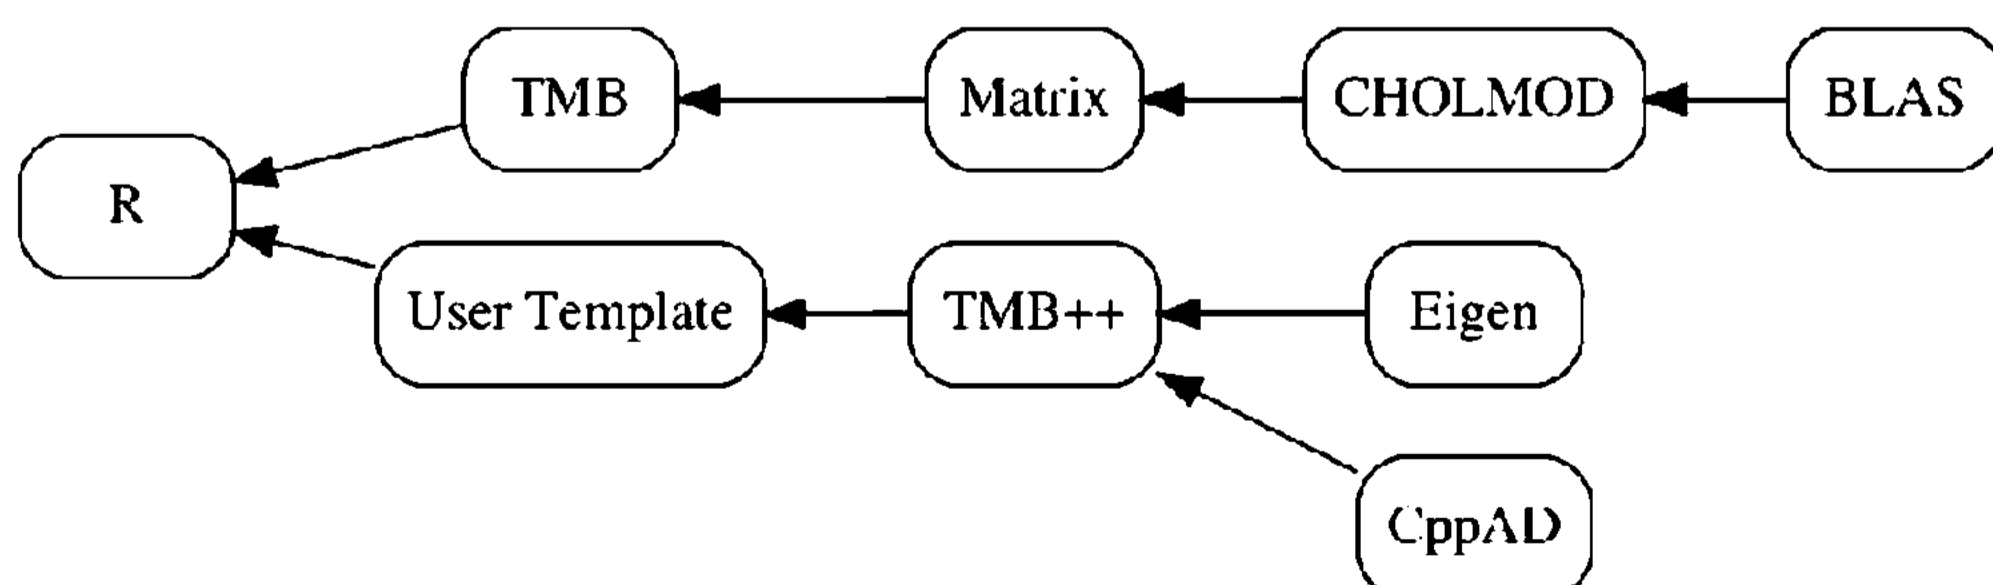 TMB
Matrix
CHOLMOD
BLAS
R
User Template
TMB++
Eigen
CppAD